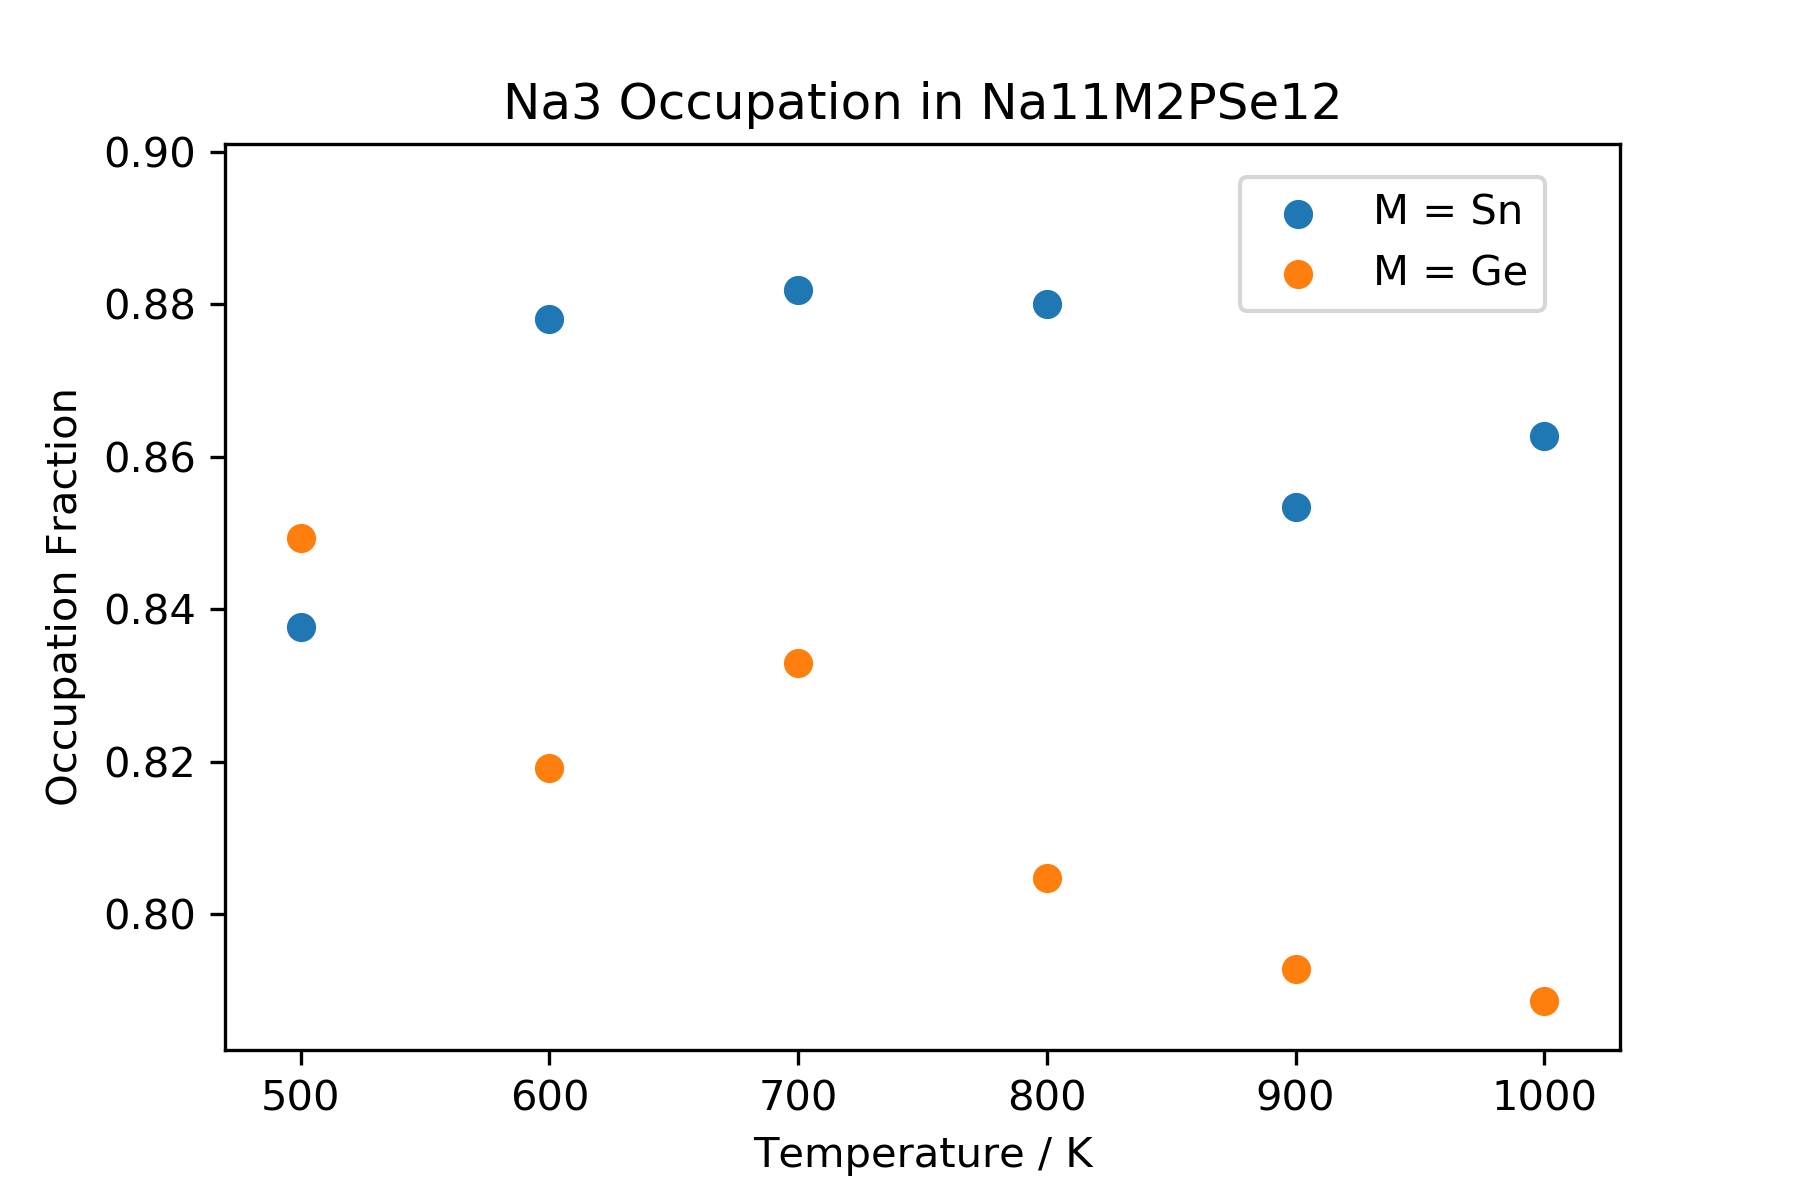 Na3 Occupation in Na11M2PSe12
0.90
0.88
0.86
0.84
0.82
0.80
Occupation Fraction
M = Sn
M = Ge
500 600 700 800 900 1000
Temperature / K